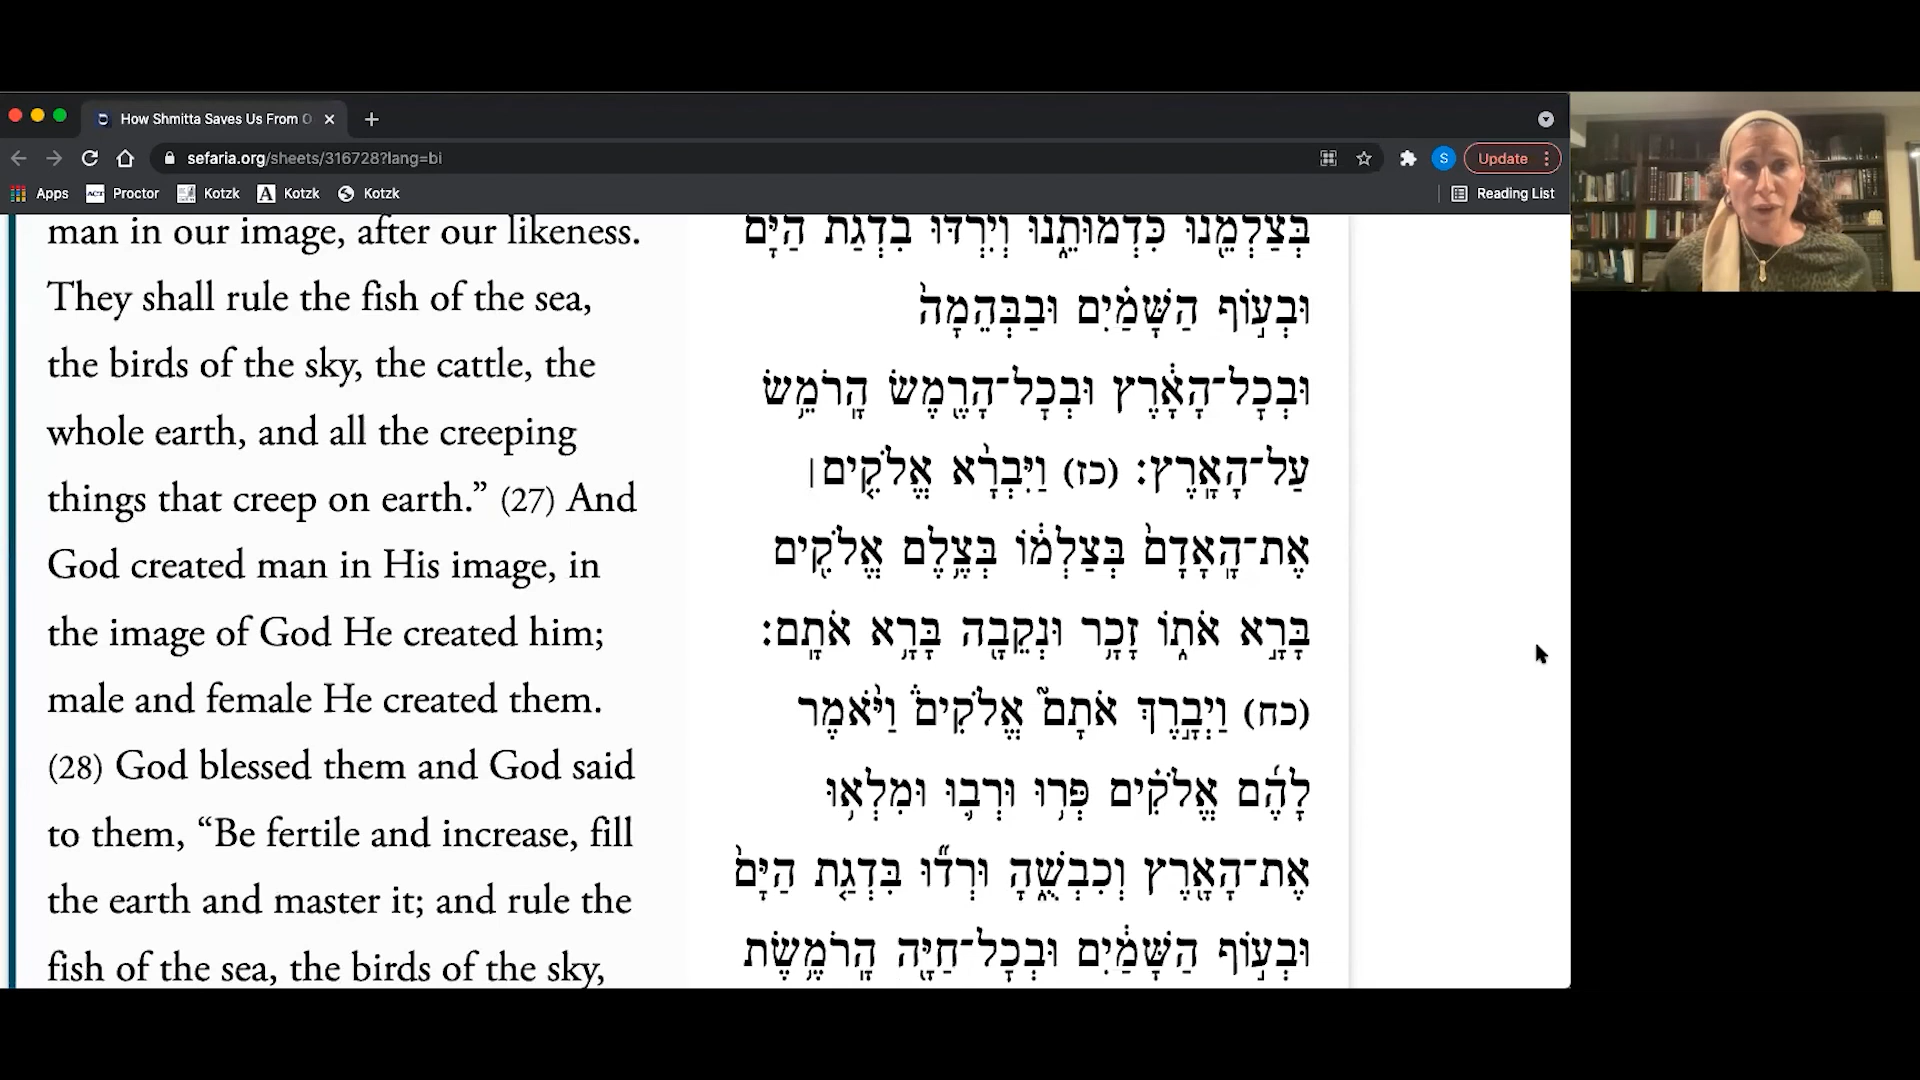 How Shmitta Saves Us From O
sefaria.org/sheets/316728?lang=bi
S
Update
Apps
ACT
Proctor
Kotzk
A
Kotzk
Kotzk
Reading List
man in our image, after our likeness.
They shall rule the fish of the sea,
the birds of the sky, the cattle, the
whole earth, and all the creeping
things that creep on earth.” (27) And
God created man in His image, in
the image of God He created him;
male and female He created them.
(28) God blessed them and God said
to them, “Be fertile and increase, fill
the earth and master it; and rule the
fish of the sea, the birds of the sky,
בְּצַלְמֵ֖נוּ כִּדְמוּתֵ֑נוּ וְיִרְדּוּ֩ בִדְגַ֨ת הַיָּ֜ם
וּבְע֣וֹף הַשָּׁמַ֗יִם וּבַבְּהֵמָה֙
וּבְכׇל־הָאָ֔רֶץ וּבְכׇל־הָרֶ֖מֶשׂ הָֽרֹמֵ֥שׂ
עַל־הָאָֽרֶץ׃ (כז) וַיִּבְרָ֨א אֱלֹקִ֤ים ׀
אֶת־הָֽאָדָם֙ בְּצַלְמ֔וֹ בְּצֶ֥לֶם אֱלֹקִ֖ים
בָּרָ֣א אֹת֑וֹ זָכָ֥ר וּנְקֵבָ֖ה בָּרָ֥א אֹתָֽם׃
(כח) וַיְבָ֣רֶךְ אֹתָם֮ אֱלֹקִים֒ וַיֹּ֨אמֶר
לָהֶ֜ם אֱלֹקִ֗ים פְּר֥וּ וּרְב֛וּ וּמִלְא֥וּ
אֶת־הָאָ֖רֶץ וְכִבְשֻׁ֑הָ וּרְד֞וּ בִּדְגַ֤ת הַיָּם֙
וּבְע֣וֹף הַשָּׁמַ֔יִם וּבְכׇל־חַיָּ֖ה הָֽרֹמֶ֥שֶׂת